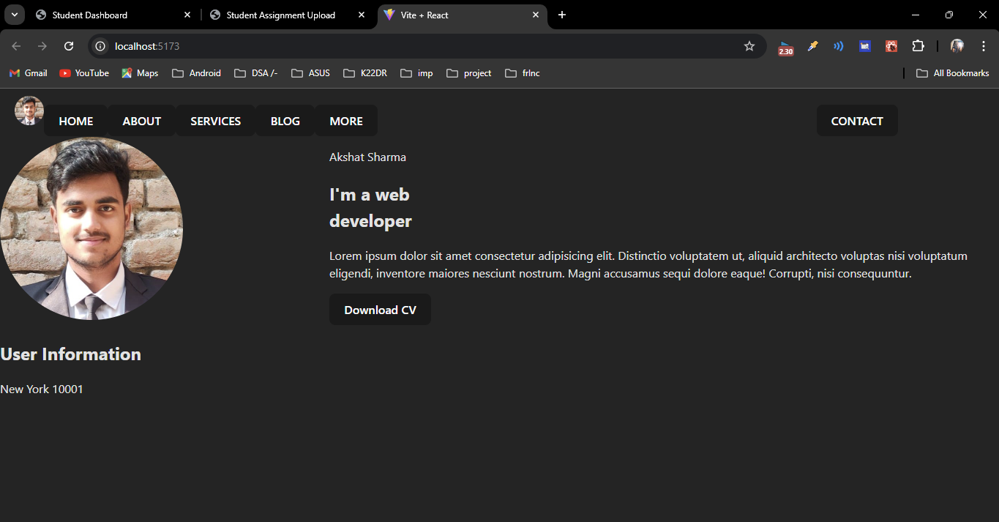 Student Dashboard
Student Assignment Upload
Vite + React
localhost:5173
2.30
Gmail
YouTube
Maps
Android
DSA /-
ASUS
K22DR
imp
project
frInc
All Bookmarks
HOME
ABOUT
SERVICES
BLOG
MORE
CONTACT
Akshat Sharma
I'm a web
developer
Lorem ipsum dolor sit amet consectetur adipisicing elit. Distinctio voluptatem ut, aliquid architecto voluptas nisi voluptatum
eligendi, inventore maiores nesciunt nostrum. Magni accusamus sequi dolore eaque! Corrupti, nisi consequuntur.
Download CV
User Information
New York 10001